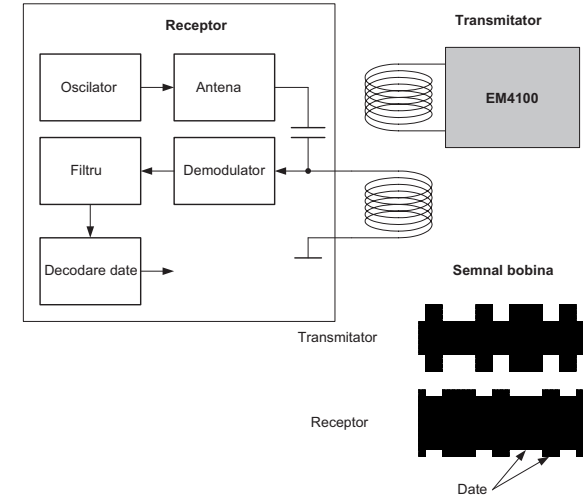 Receptor
Transmitator
Oscilator
Antena
EM4100
Filtru
Demodulator
Decodare date
Semnal bobina
Transmitator
Receptor
Date